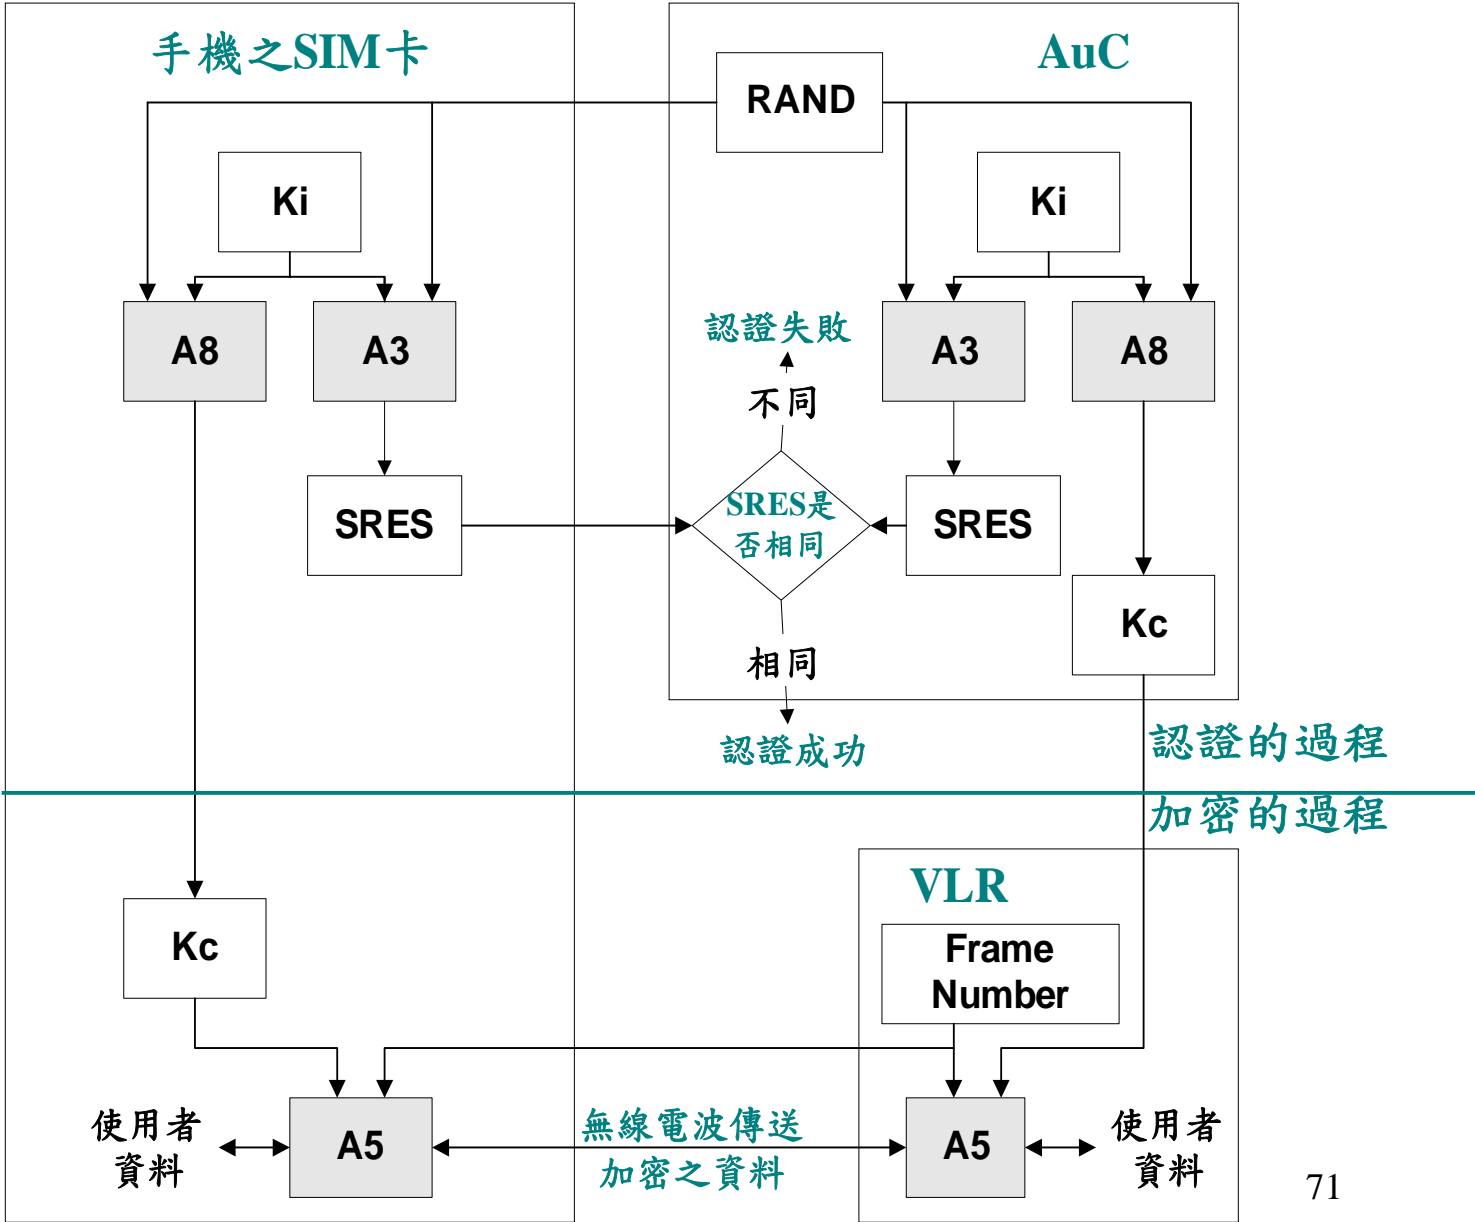 手機之SIM卡
AuC
RAND
Ki
Ki
A8
A3
認證失敗
A3
A8
不同
SRES
SRES是
否相同
SRES
Kc
相同
認證成功
認證的過程
加密的過程
VLR
Kc
Frame
Number
使用者
資料
A5
無線電波傳送
加密之資料
A5
使用者
資料
71